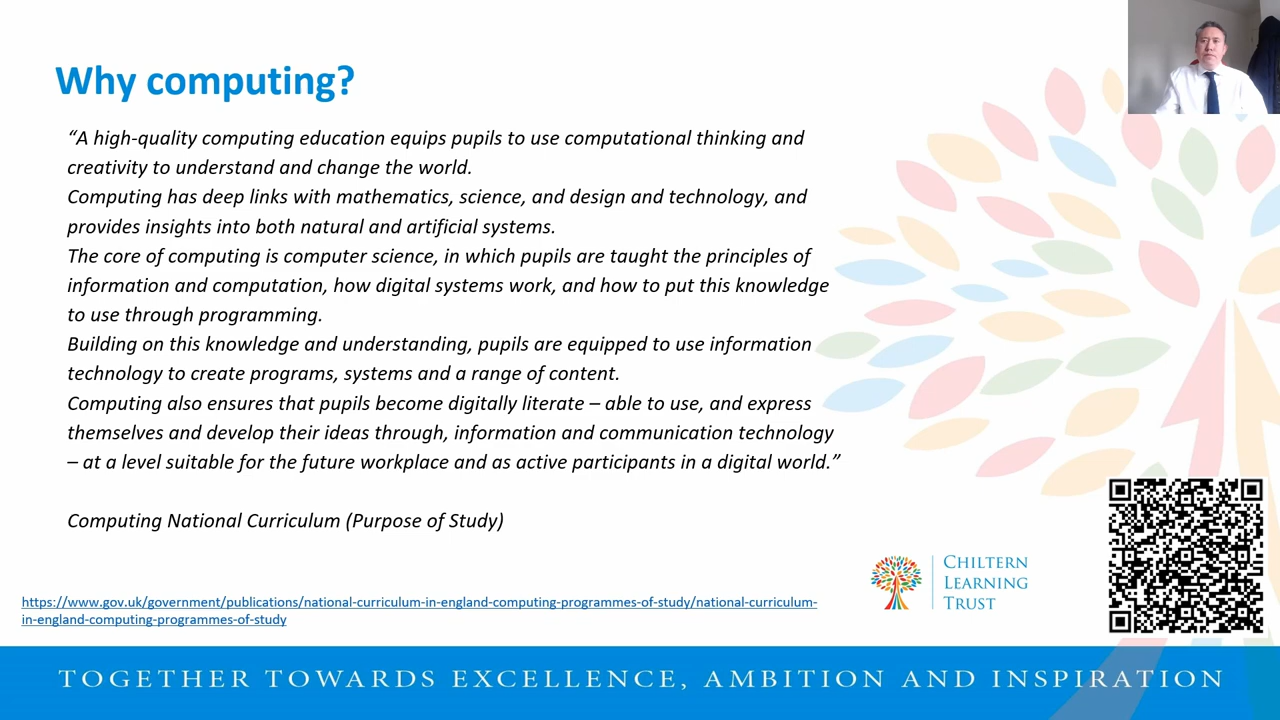 Why computing?
“A high-quality computing education equips pupils to use computational thinking and
creativity to understand and change the world.
Computing has deep links with mathematics, science, and design and technology, and
provides insights into both natural and artificial systems.
The core of computing is computer science, in which pupils are taught the principles of
information and computation, how digital systems work, and how to put this knowledge
to use through programming.
Building on this knowledge and understanding, pupils are equipped to use information
technology to create programs, systems and a range of content.
Computing also ensures that pupils become digitally literate – able to use, and express
themselves and develop their ideas through, information and communication technology
– at a level suitable for the future workplace and as active participants in a digital world.”
Computing National Curriculum (Purpose of Study)
CHILTERN
LEARNING
TRUST
https://www.gov.uk/government/publications/national-curriculum-in-england-computing-programmes-of-study/national-curriculum-
in-england-computing-programmes-of-study
TOGETHER TOWARDS EXCELLENCE, AMBITION AND INSPIRATION